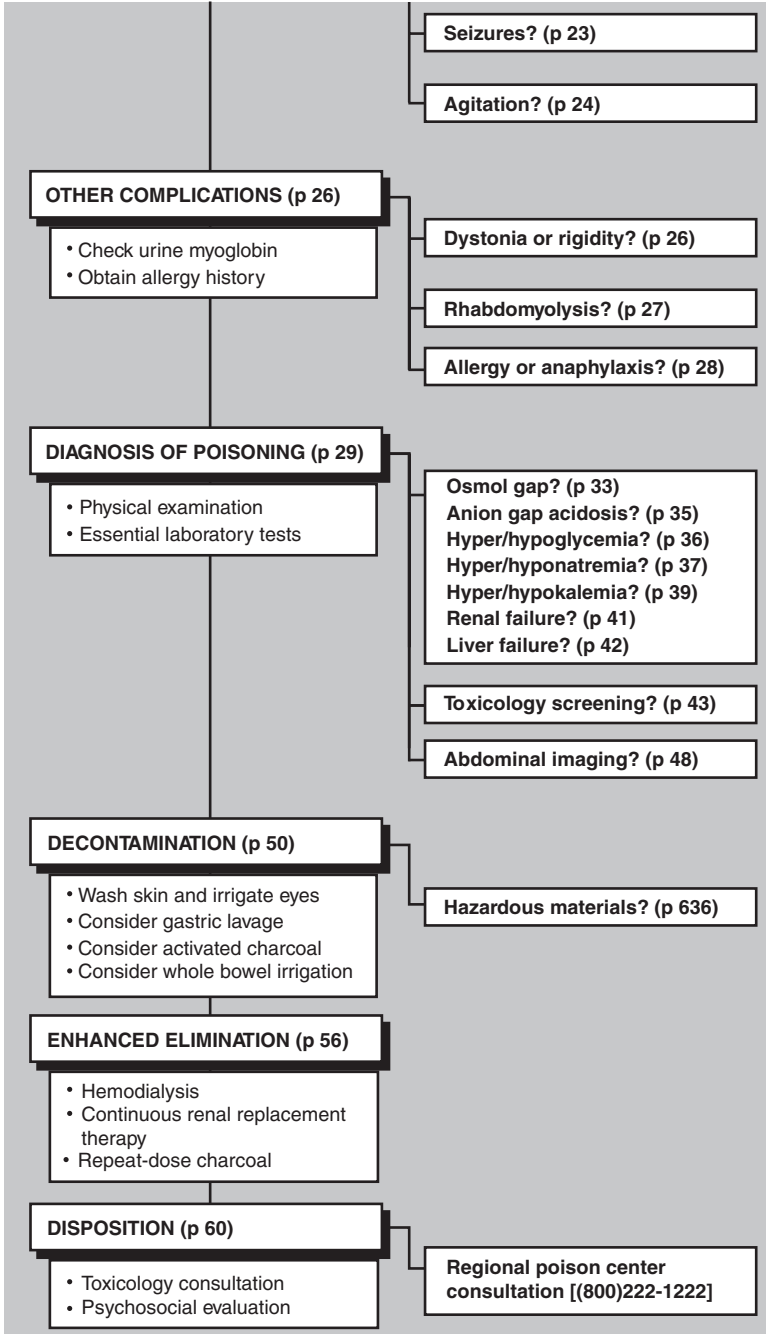 Seizures? (p 23)
Agitation? (p 24)
OTHER COMPLICATIONS (p 26)
• Check urine myoglobin
• Obtain allergy history
Dystonia or rigidity? (p 26)
Rhabdomyolysis? (p 27)
Allergy or anaphylaxis? (p 28)
DIAGNOSIS OF POISONING (p 29)
• Physical examination
• Essential laboratory tests
Osmol gap? (p 33)
Anion gap acidosis? (p 35)
Hyper/hypoglycemia? (p 36)
Hyper/hyponatremia? (p 37)
Hyper/hypokalemia? (p 39)
Renal failure? (p 41)
Liver failure? (p 42)
Toxicology screening? (p 43)
Abdominal imaging? (p 48)
DECONTAMINATION (p 50)
• Wash skin and irrigate eyes
• Consider gastric lavage
• Consider activated charcoal
• Consider whole bowel irrigation
Hazardous materials? (p 636)
ENHANCED ELIMINATION (p 56)
• Hemodialysis
• Continuous renal replacement
therapy
• Repeat-dose charcoal
DISPOSITION (p 60)
• Toxicology consultation
• Psychosocial evaluation
Regional poison center
consultation [(800)222-1222]